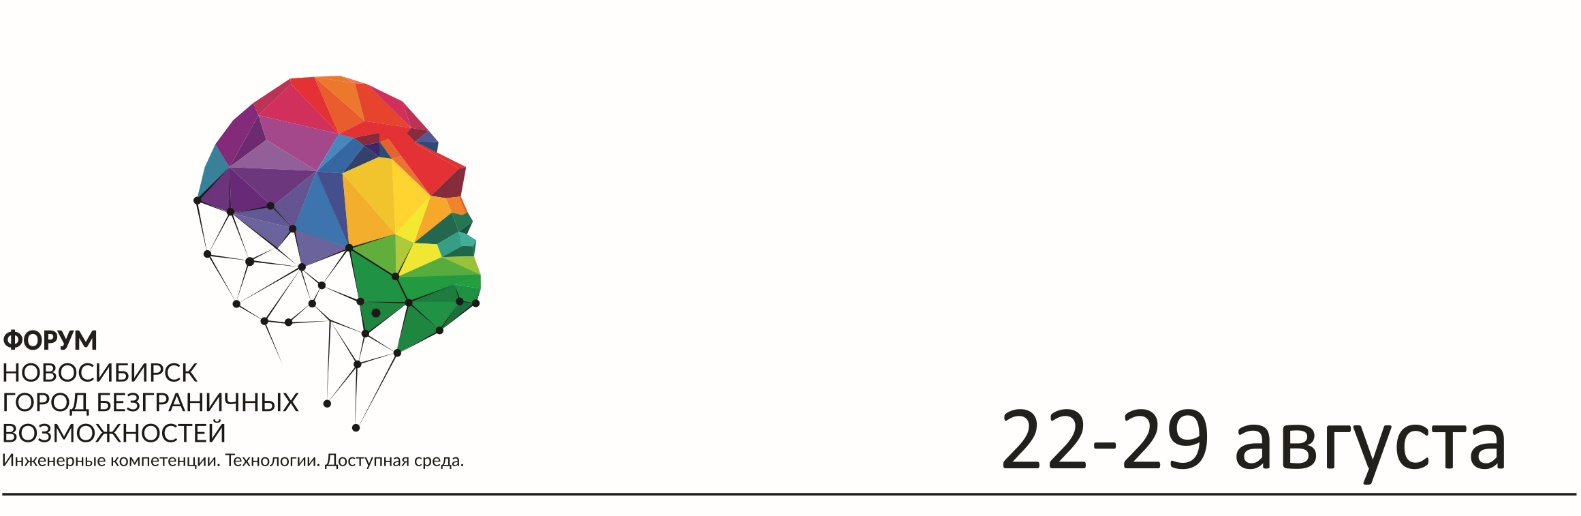 ФОРУМ
НОВОСИБИРСК
ГОРОД БЕЗГРАНИЧНЫХ
ВОЗМОЖНОСТЕЙ
Инженерные компетенции. Технологии. Доступная среда.
22-29 августа